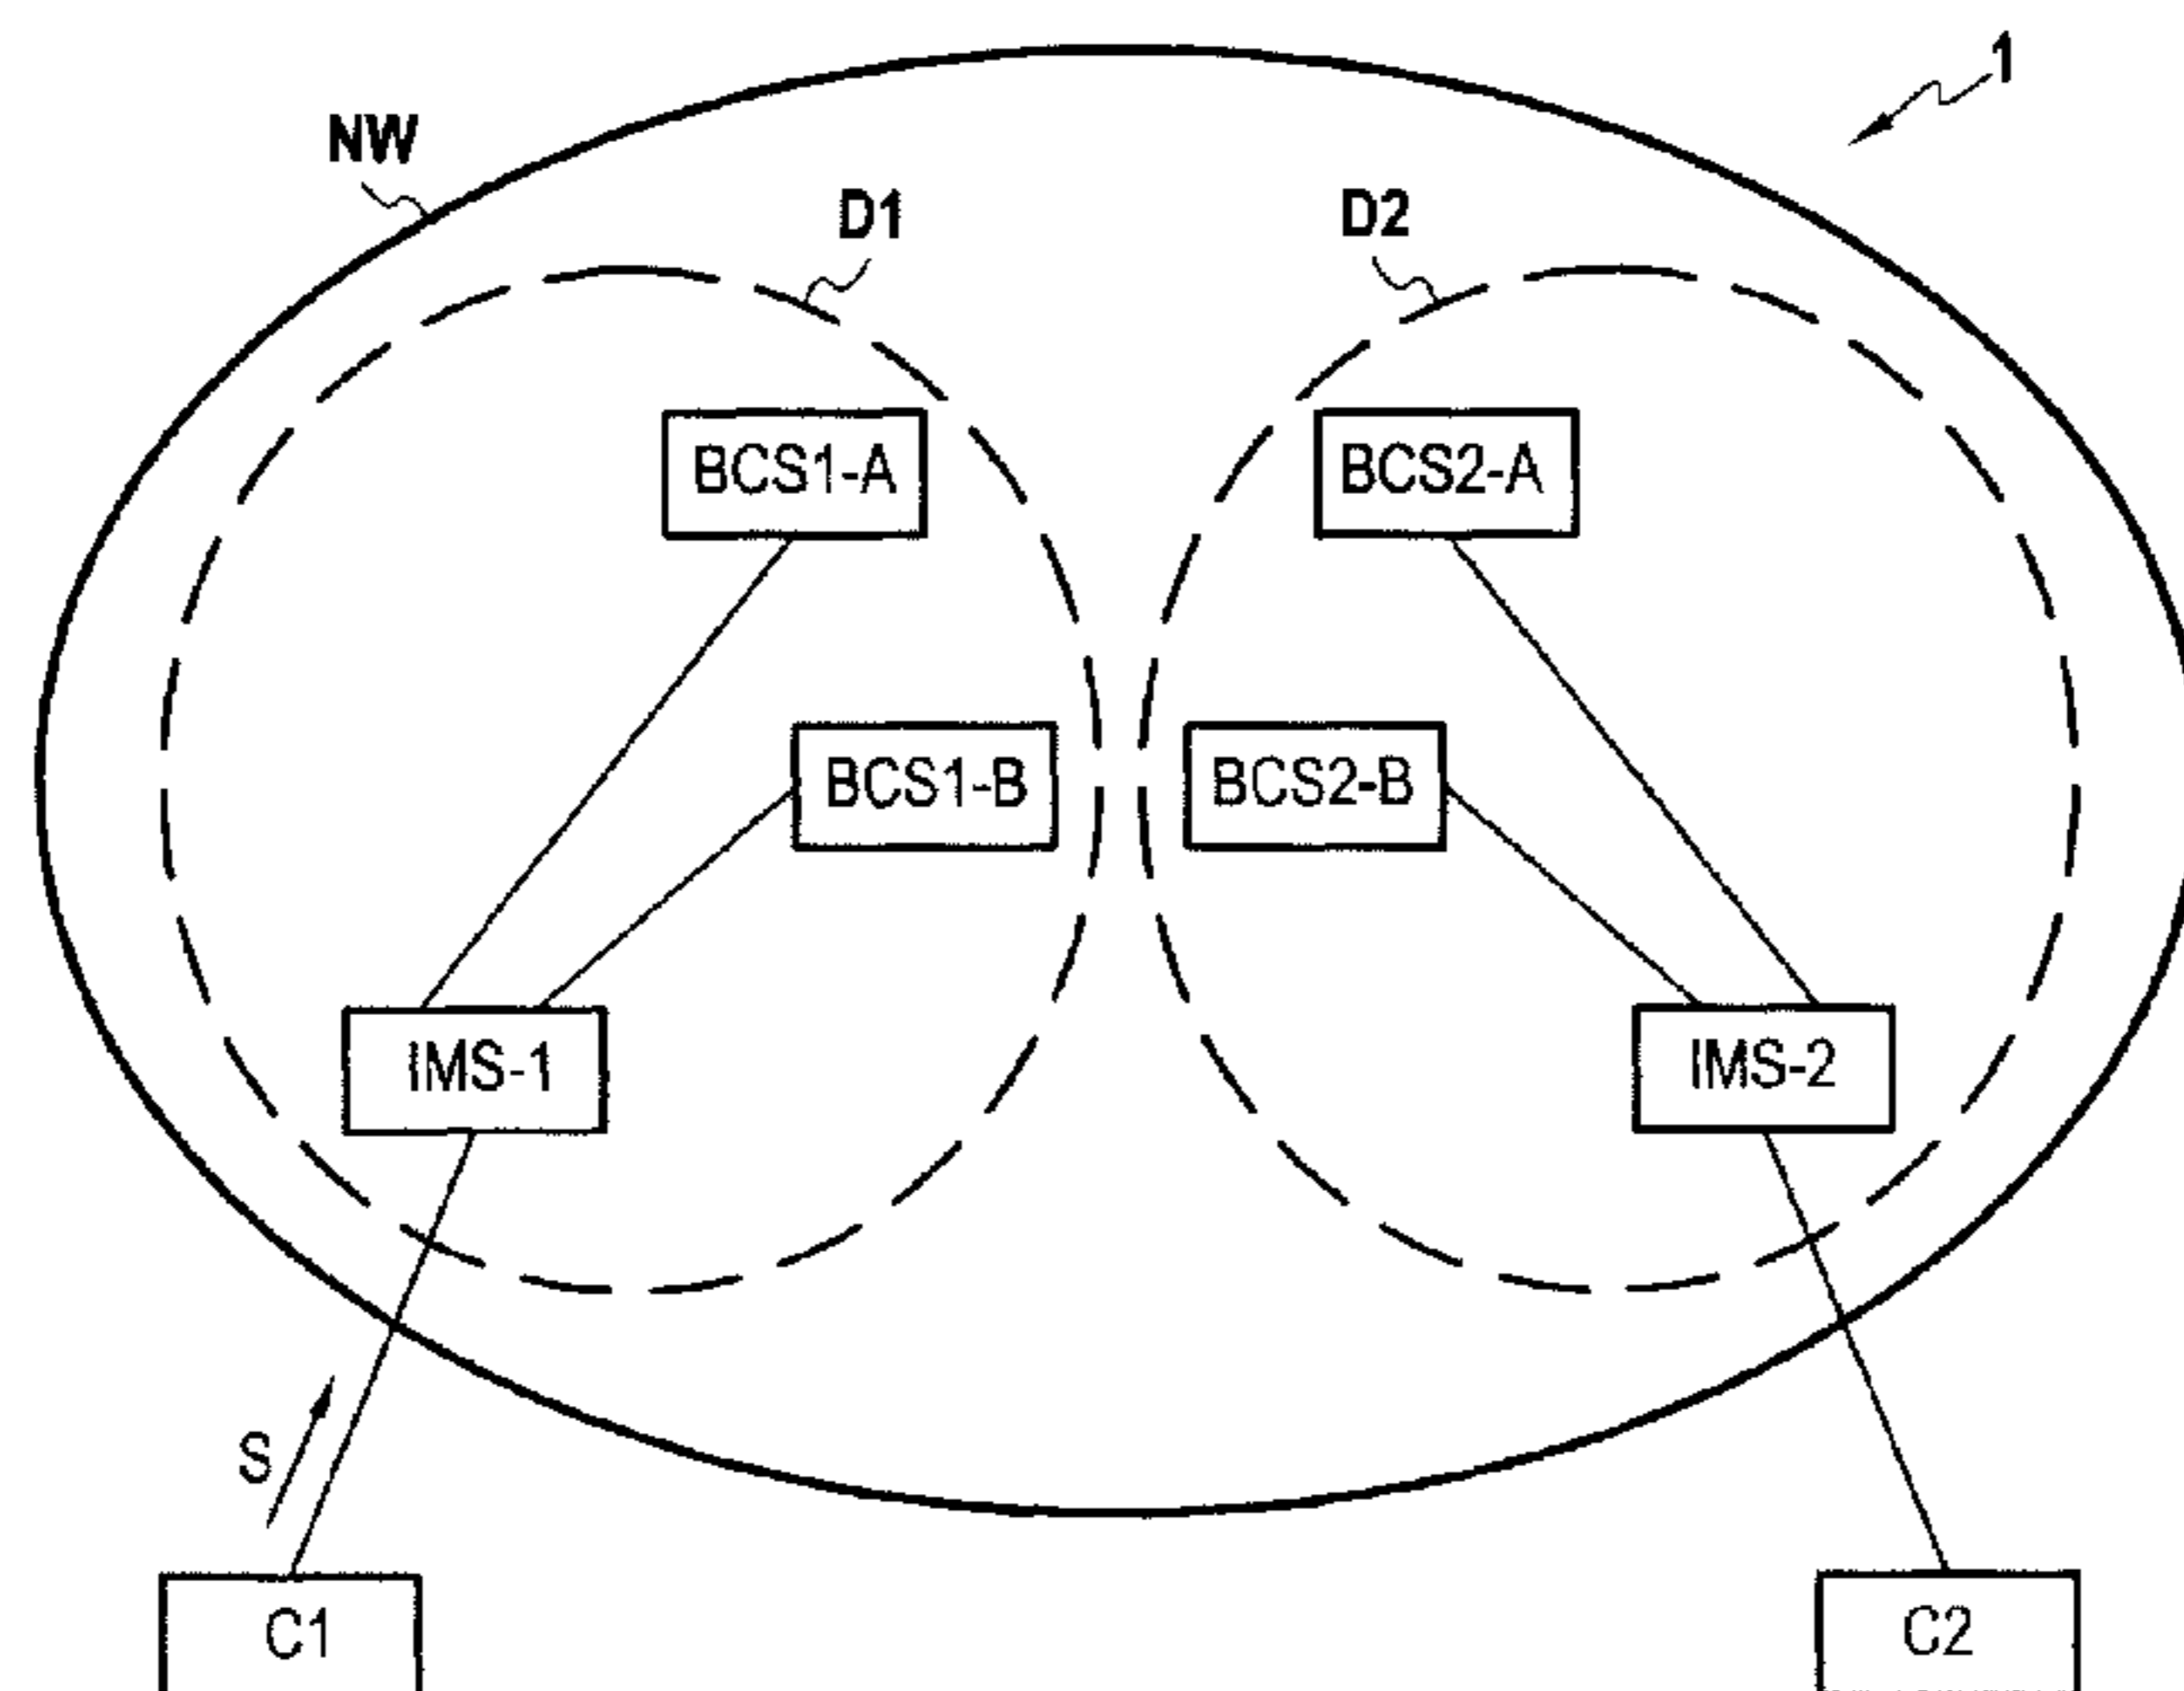 1
NW
D1
D2
BCS1-A
BCS2-A
BCS1-B
BCS2-B
IMS-1
IMS-2
S
C1
C2